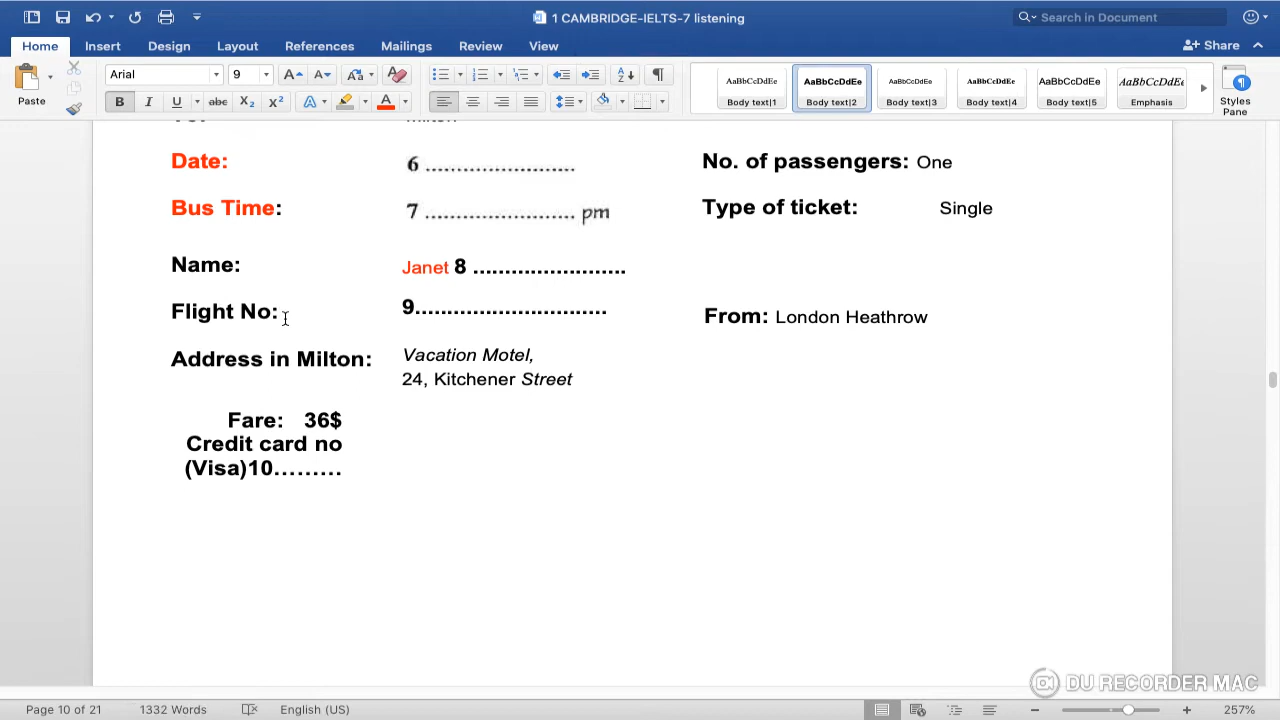 1 CAMBRIDGE-IELTS-7 listening
Search in Document
Home Insert Design Layout References Mailings Review View Share
Paste
Arial 9
Body text|1 Body text|2 Body text|3 Body text|4 Body text|5 Emphasis Styles Pane
AaBbCcDdEe AaBbCcDdEe AaBbCcDdEe AaBbCcDdEe AaBbCcDdEe AaBbCcDdEe
Date: 6 ........................ No. of passengers: One
Bus Time: 7 ........................ pm Type of ticket: Single
Name: Janet 8 ........................
Flight No: 9.............................. From: London Heathrow
Address in Milton: Vacation Motel,
24, Kitchener Street
Fare: 36$
Credit card no
(Visa)10.........
DU RECORDER MAC
Page 10 of 21 1332 Words English (US) 257%